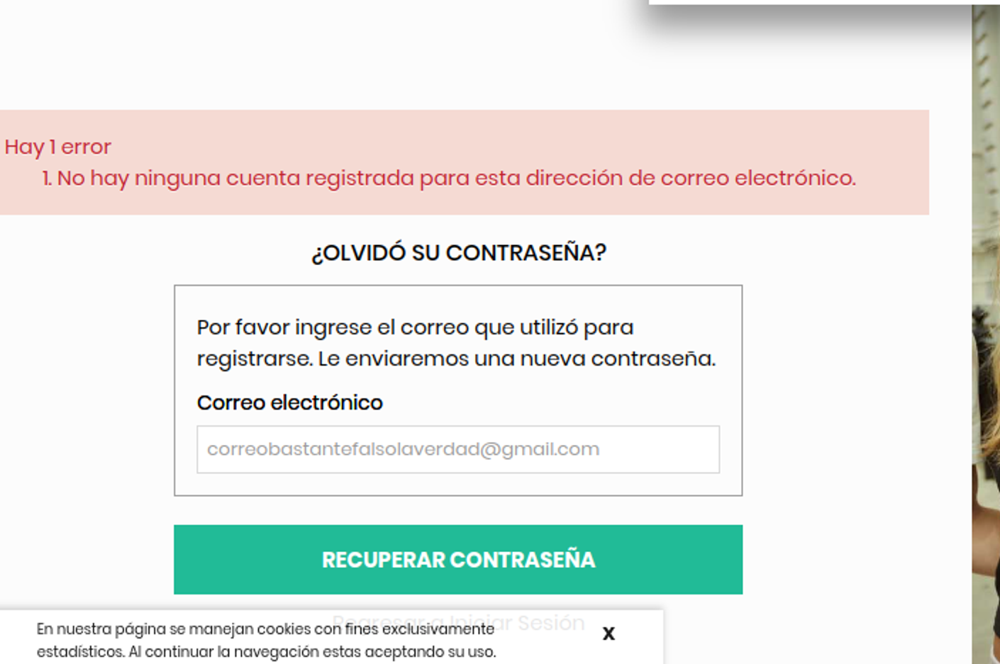 Hay 1 error
1. No hay ninguna cuenta registrada para esta dirección de correo electrónico.
¿OLVIDÓ SU CONTRASEÑA?
Por favor ingrese el correo que utilizó para
registrarse. Le enviaremos una nueva contraseña.
Correo electrónico
correobastantefalsolaverdad@gmail.com
RECUPERAR CONTRASEÑA
Regresar a Iniciar Sesión
En nuestra página se manejan cookies con fines exclusivamente
estadísticos. Al continuar la navegación estas aceptando su uso.
X